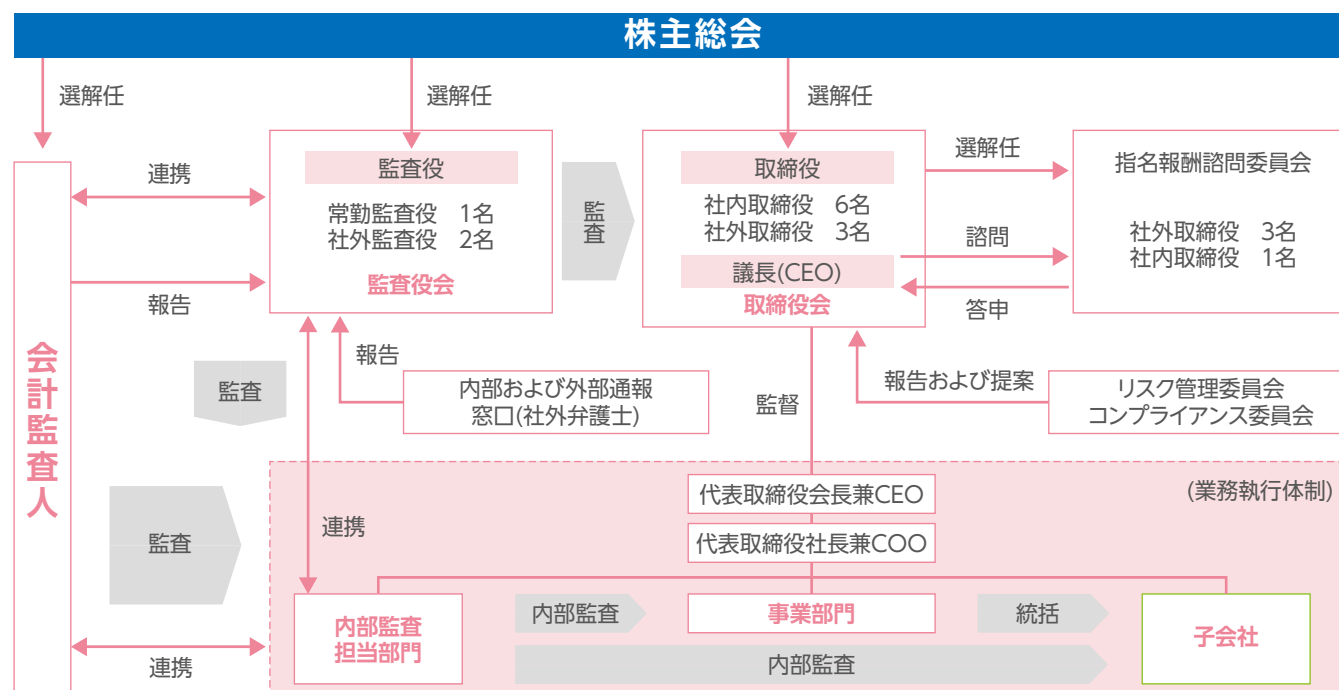 株主総会
選解任
選解任
選解任
監査役
常勤監査役 1名
社外監査役 2名
監査役会
監査
取締役
社内取締役 6名
社外取締役 3名
議長(CEO)
取締役会
選解任
諮問
答申
指名報酬諮問委員会
社外取締役 3名
社内取締役 1名
連携
報告
会計監査人
監査
報告
内部および外部通報
窓口(社外弁護士)
監督
報告および提案
リスク管理委員会
コンプライアンス委員会
監査
連携
(業務執行体制)
代表取締役会長兼CEO
代表取締役社長兼COO
連携
内部監査
担当部門
内部監査
事業部門
統括
内部監査
子会社